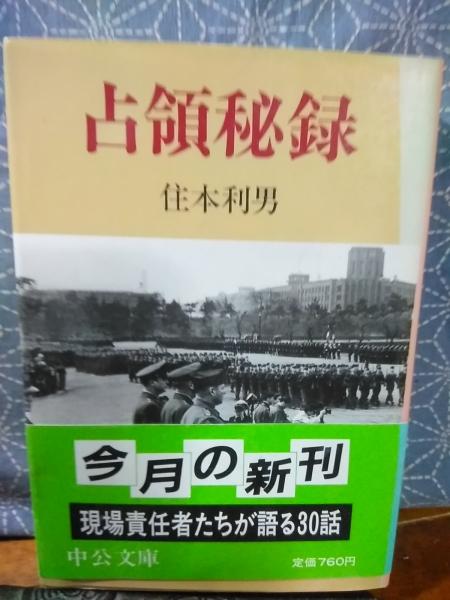 占領秘録
住本利男
今月の新刊
現場責任者たちが語る30話
中公文庫
定価760円